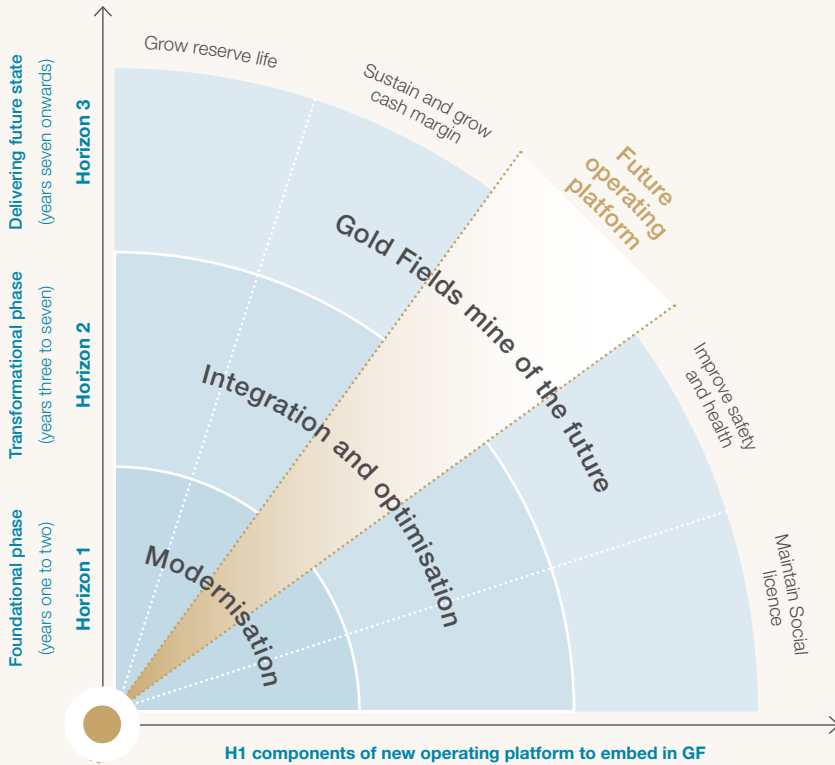 Grow reserve life
Sustain and grow
cash margin
Future
operating
platform
Improve safety
and health
Maintain Social
licence
Delivering future state
(years seven onwards)
Horizon 3
Transformational phase
(years three to seven)
Horizon 2
Foundational phase
(years one to two)
Horizon 1
Gold Fields mine of the future
Integration and optimisation
Modernisation
H1 components of new operating platform to embed in GF